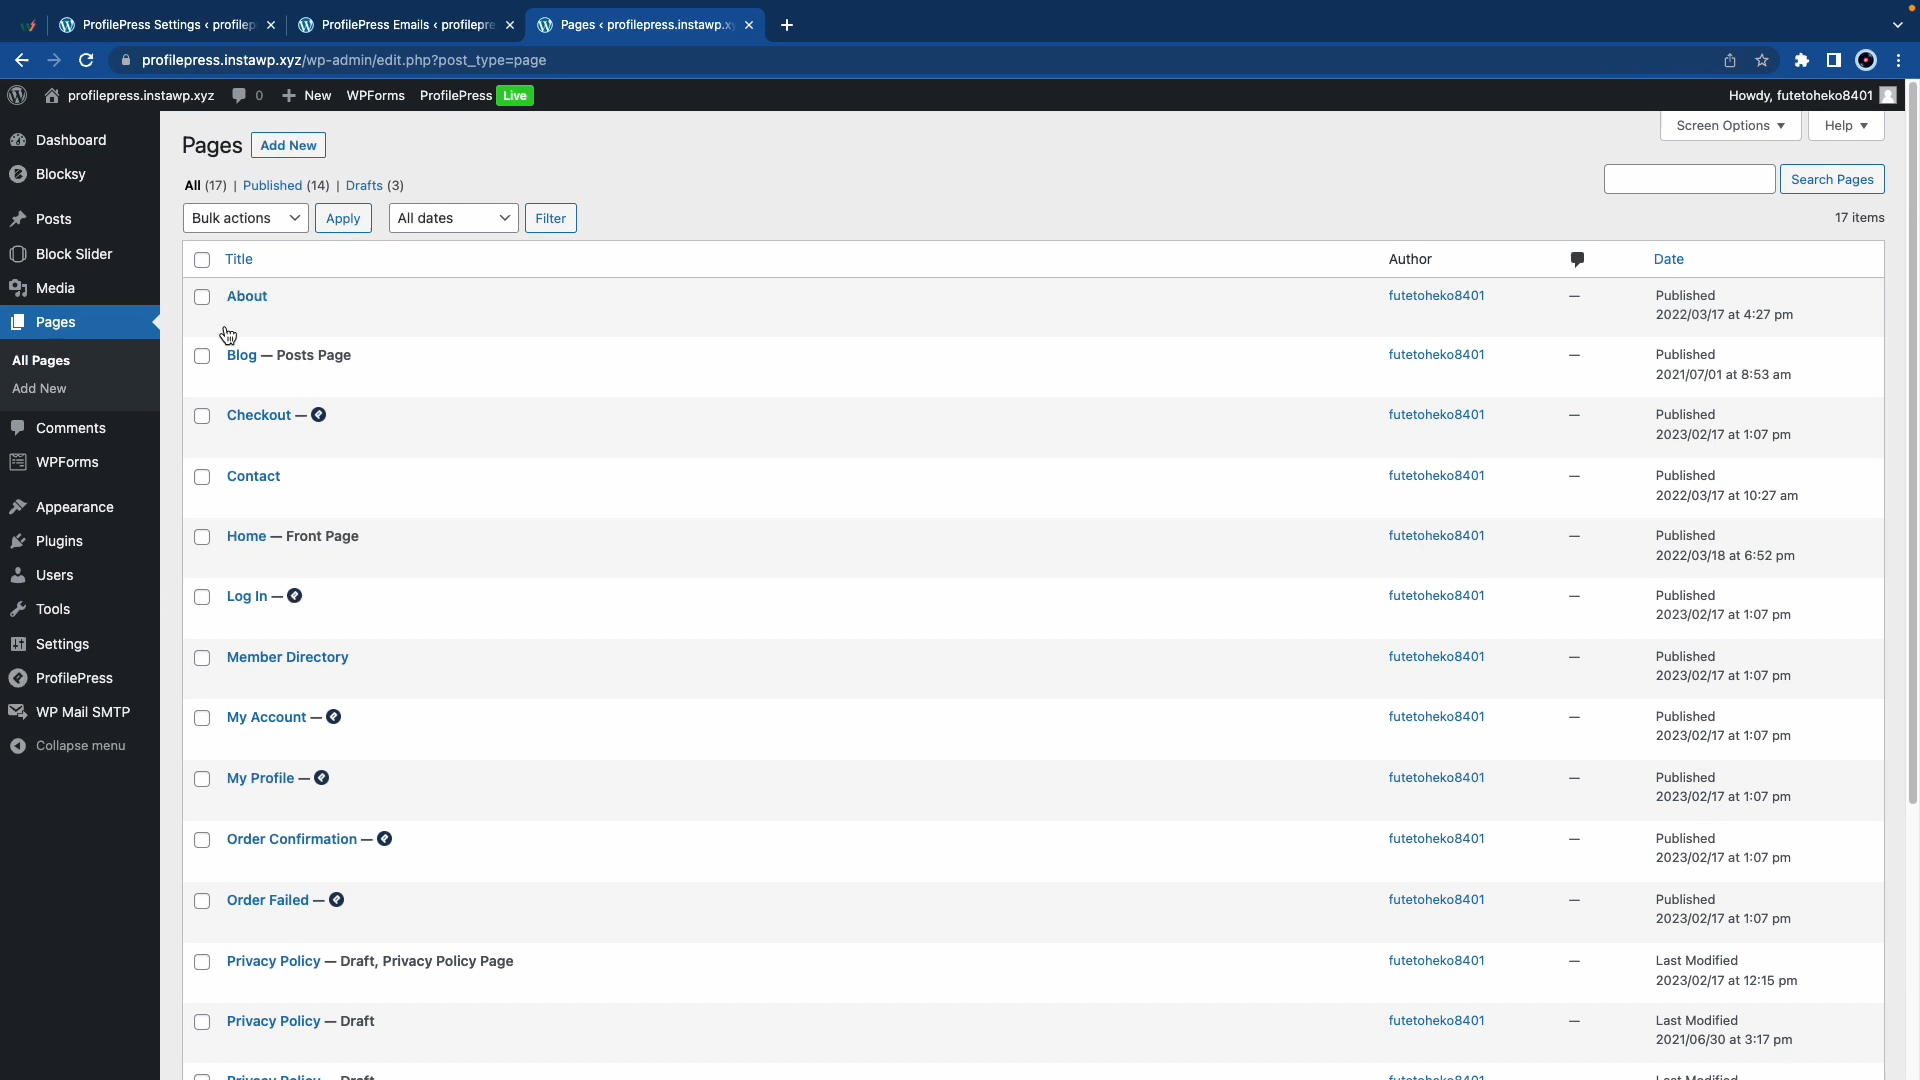 ProfilePress Settings ‹ profilep
ProfilePress Emails ‹ profilepre
Pages ‹ profilepress.instawp.xy
profilepress.instawp.xyz/wp-admin/edit.php?post_type=page
profilepress.instawp.xyz 0 New WPForms ProfilePress Live
Howdy, futetoheko8401
Dashboard
Blocksy
Posts
Block Slider
Media
Pages
All Pages
Add New
Comments
WPForms
Appearance
Plugins
Users
Tools
Settings
ProfilePress
WP Mail SMTP
Collapse menu
Screen Options Help
Pages Add New
All (17) | Published (14) | Drafts (3)
Search Pages
Bulk actions Apply All dates Filter
17 items
Title Author Date
About futetoheko8401 — Published
2022/03/17 at 4:27 pm
Blog — Posts Page futetoheko8401 — Published
2021/07/01 at 8:53 am
Checkout — futetoheko8401 — Published
2023/02/17 at 1:07 pm
Contact futetoheko8401 — Published
2022/03/17 at 10:27 am
Home — Front Page futetoheko8401 — Published
2022/03/18 at 6:52 pm
Log In — futetoheko8401 — Published
2023/02/17 at 1:07 pm
Member Directory futetoheko8401 — Published
2023/02/17 at 1:07 pm
My Account — futetoheko8401 — Published
2023/02/17 at 1:07 pm
My Profile — futetoheko8401 — Published
2023/02/17 at 1:07 pm
Order Confirmation — futetoheko8401 — Published
2023/02/17 at 1:07 pm
Order Failed — futetoheko8401 — Published
2023/02/17 at 1:07 pm
Privacy Policy — Draft, Privacy Policy Page futetoheko8401 — Last Modified
2023/02/17 at 12:15 pm
Privacy Policy — Draft futetoheko8401 — Last Modified
2021/06/30 at 3:17 pm
Privacy Policy — Draft futetoheko8401 Last Modified